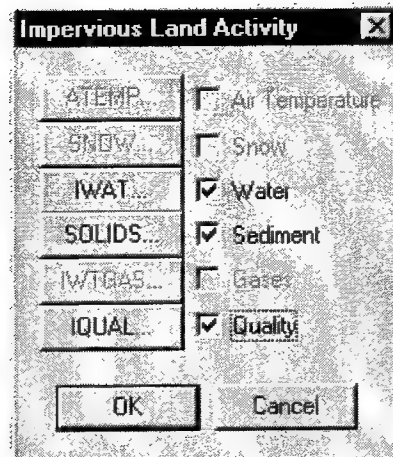 Impervious Land Activity
ATEMP... Air Temperature
SNOW... Snow
IWAT... Water
SOLIDS... Sediment
IWTGAS... Gases
IQUAL... Quality
OK Cancel